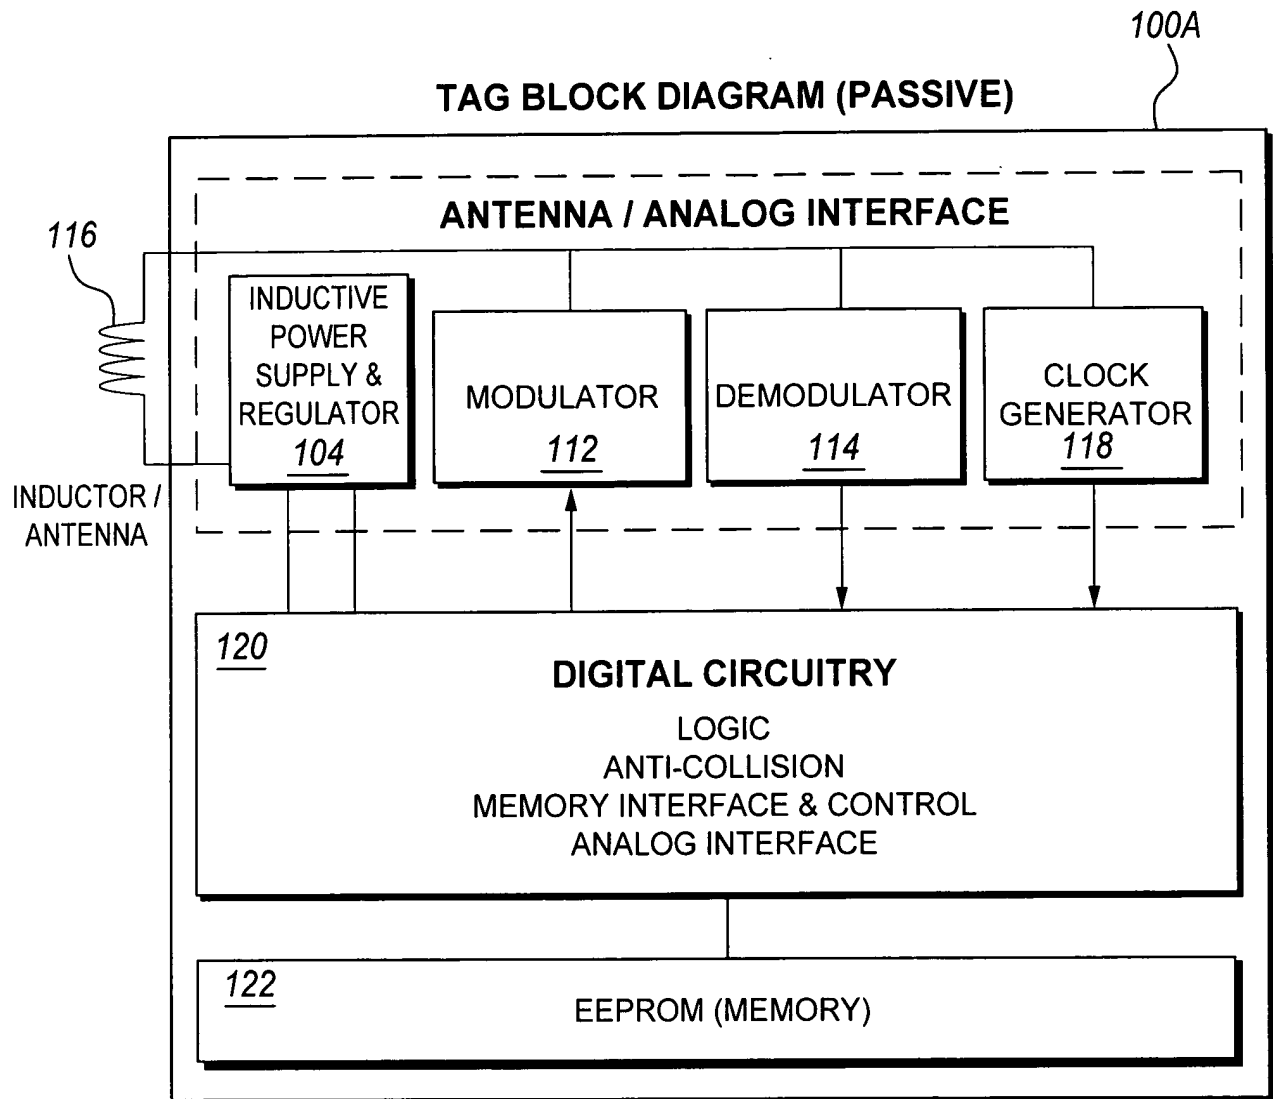 100A
TAG BLOCK DIAGRAM (PASSIVE)
ANTENNA / ANALOG INTERFACE
116
INDUCTIVE
POWER
SUPPLY &
REGULATOR
104
MODULATOR
112
DEMODULATOR
114
CLOCK
GENERATOR
118
INDUCTOR /
ANTENNA
120
DIGITAL CIRCUITRY
LOGIC
ANTI-COLLISION
MEMORY INTERFACE & CONTROL
ANALOG INTERFACE
122
EEPROM (MEMORY)